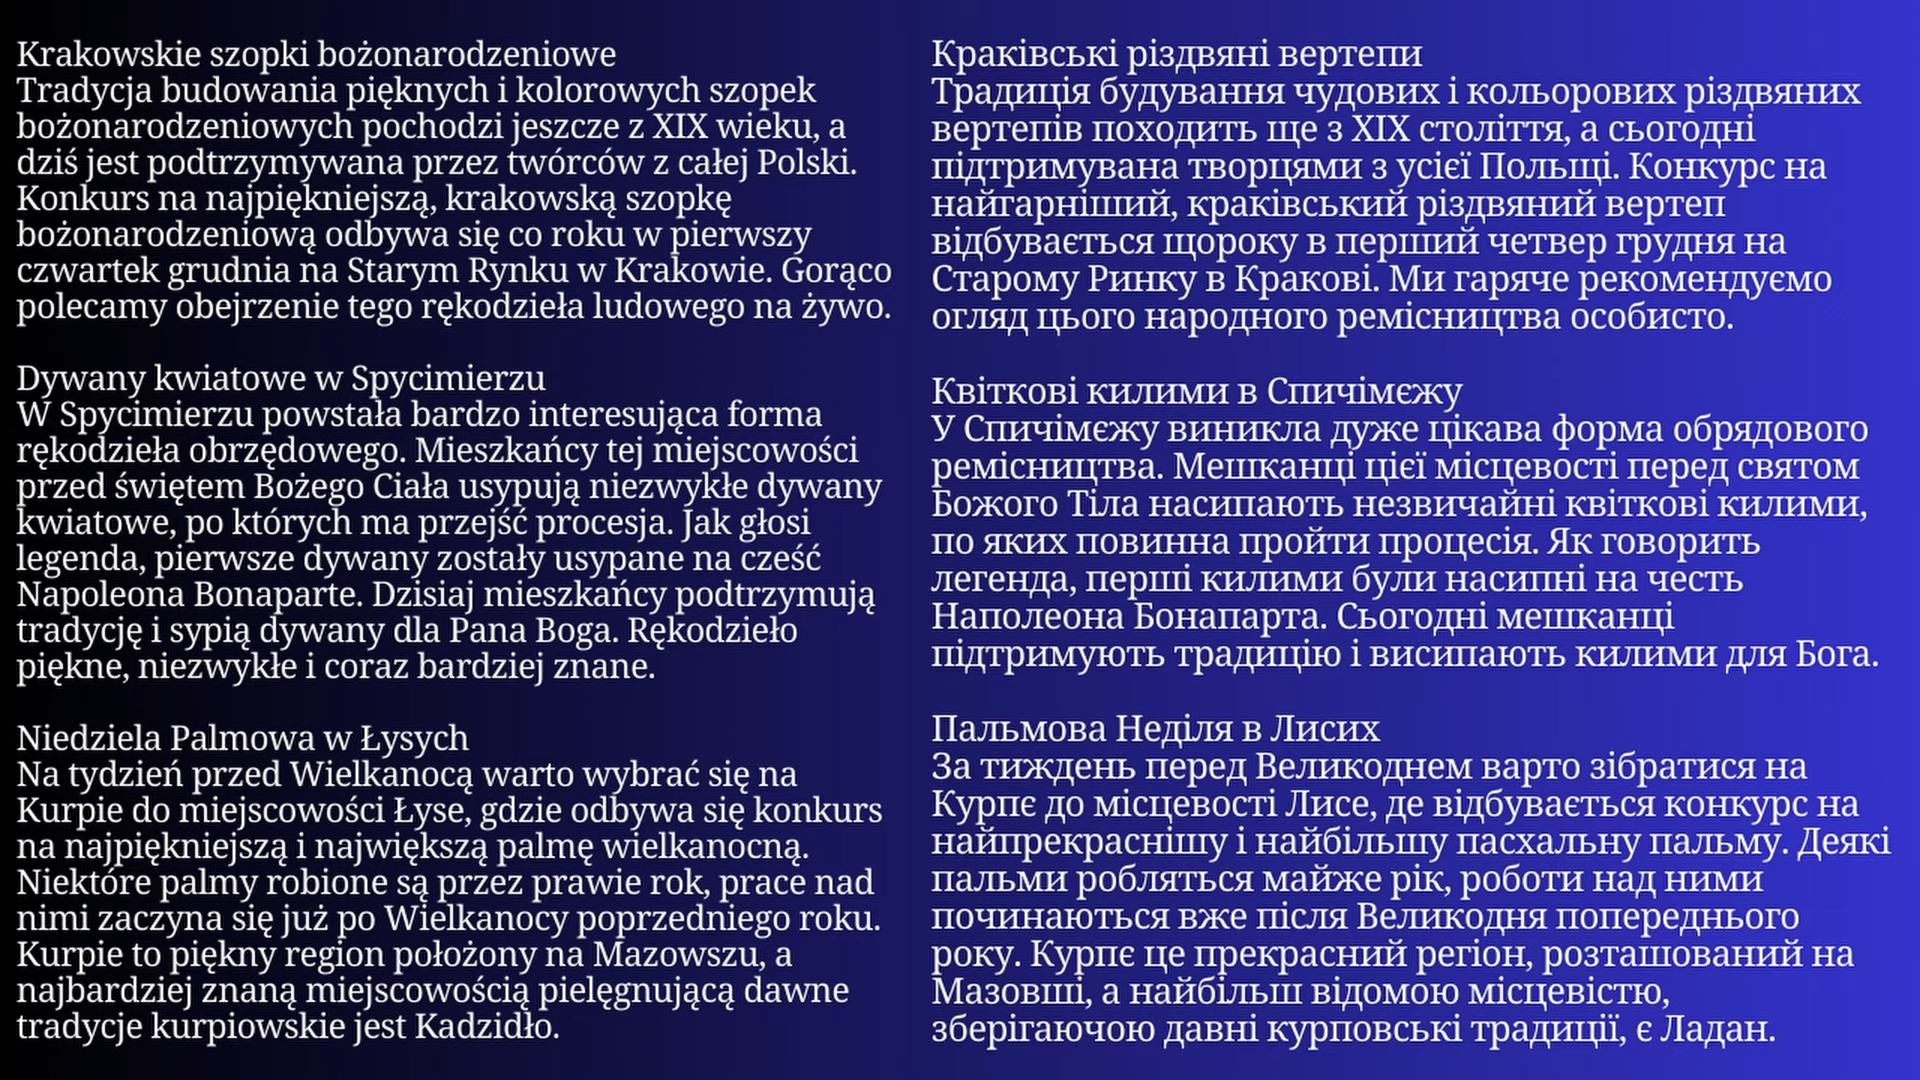 Krakowskie szopki bożonarodzeniowe
Tradycja budowania pięknych i kolorowych szopek
bożonarodzeniowych pochodzi jeszcze z XIX wieku, a
dziś jest podtrzymywana przez twórców z całej Polski.
Konkurs na najpiękniejszą, krakowską szopkę
bożonarodzeniową odbywa się co roku w pierwszy
czwartek grudnia na Starym Rynku w Krakowie. Gorąco
polecamy obejrzenie tego rękodzieła ludowego na żywo.

Dywany kwiatowe w Spycimierzu
W Spycimierzu powstała bardzo interesująca forma
rękodzieła obrzędowego. Mieszkańcy tej miejscowości
przed świętem Bożego Ciała usypują niezwykłe dywany
kwiatowe, po których ma przejść procesja. Jak głosi
legenda, pierwsze dywany zostały usypane na cześć
Napoleona Bonaparte. Dzisiaj mieszkańcy podtrzymują
tradycję i sypią dywany dla Pana Boga. Rękodzieło
piękne, niezwykłe i coraz bardziej znane.

Niedziela Palmowa w Łysych
Na tydzień przed Wielkanocą warto wybrać się na
Kurpie do miejscowości Łyse, gdzie odbywa się konkurs
na najpiękniejszą i największą palmę wielkanocną.
Niektóre palmy robione są przez prawie rok, prace nad
nimi zaczyna się już po Wielkanocy poprzedniego roku.
Kurpie to piękny region położony na Mazowszu, a
najbardziej znaną miejscowością pielęgnującą dawne
tradycje kurpiowskie jest Kadzidło.

Краківські різдвяні вертепи
Традиція будування чудових і кольорових різдвяних
вертепів походить ще з XIX століття, а сьогодні
підтримувана творцями з усієї Польщі. Конкурс на
найгарніший, краківський різдвяний вертеп
відбувається щороку в перший четвер грудня на
Старому Ринку в Кракові. Ми гаряче рекомендуємо
огляд цього народного ремісництва особисто.

Квіткові килими в Спичімєжу
У Спичімєжу виникла дуже цікава форма обрядового
ремісництва. Мешканці цієї місцевості перед святом
Божого Тіла насипають незвичайні квіткові килими,
по яких повинна пройти процесія. Як говорить
легенда, перші килими були насипні на честь
Наполеона Бонапарта. Сьогодні мешканці
підтримують традицію і висипають килими для Бога.

Пальмова Неділя в Лисих
За тиждень перед Великоднем варто зібратися на
Курпє до місцевості Лисе, де відбувається конкурс на
найпрекраснішу і найбільшу пасхальну пальму. Деякі
пальми робляться майже рік, роботи над ними
починаються вже після Великодня попереднього
року. Курпє це прекрасний регіон, розташований на
Мазовші, а найбільш відомою місцевістю,
зберігаючою давні курповські традиції, є Ладан.